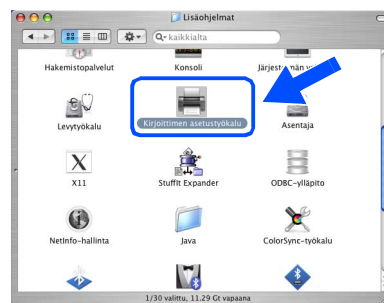 Lisäohjelmat
kaikkialta
Hakemistopalvelut
Konsoli
Levytyökalu
Kirjoittimen asetustyökalu
Asentaja
X11
StuffIt Expander
ODBC-ylläpito
NetInfo-hallinta
Java
ColorSync-työkalu
1/30 valittu, 11.29 Gt vapaana